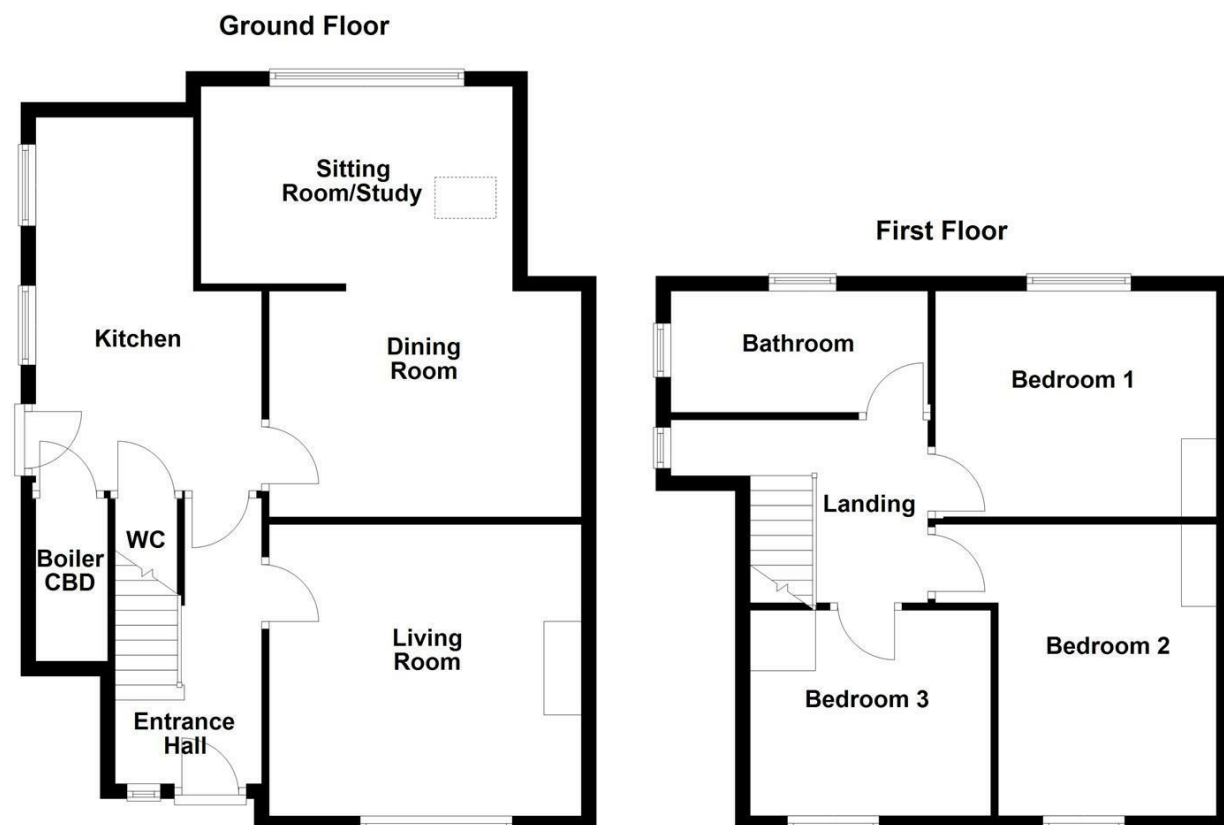 Ground Floor
Sitting
Room/Study
Kitchen
Dining
Room
WC
Boiler
CBD
Living
Room
Entrance
Hall
First Floor
Bathroom
Bedroom 1
Landing
Bedroom 2
Bedroom 3